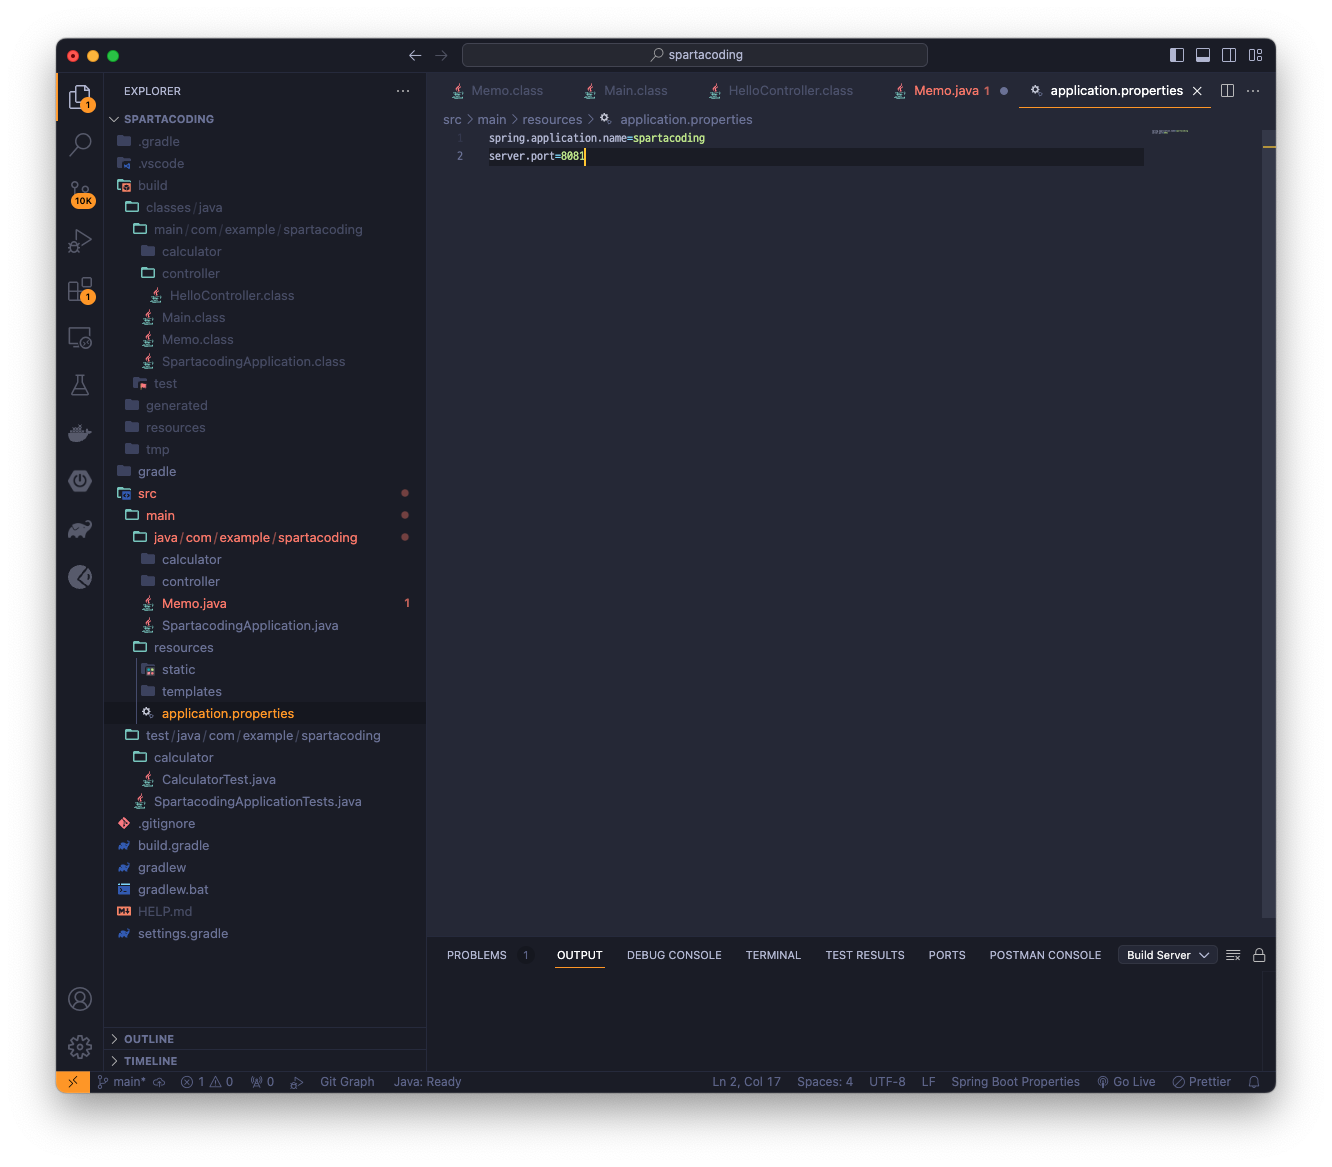 spartacoding
1
EXPLORER
SPARTACODING
.gradle
.vscode
build
classes/java
main/com/example/spartacoding
calculator
controller
HelloController.class
Main.class
Memo.class
SpartacodingApplication.class
test
generated
resources
tmp
gradle
src
main
java/com/example/spartacoding
calculator
controller
Memo.java 1
SpartacodingApplication.java
resources
static
templates
application.properties
test/java/com/example/spartacoding
calculator
CalculatorTest.java
SpartacodingApplicationTests.java
.gitignore
build.gradle
gradlew
gradlew.bat
HELP.md
settings.gradle
OUTLINE
TIMELINE
10K
1
Memo.class Main.class HelloController.class Memo.java 1 application.properties
src > main > resources > application.properties
1 spring.application.name=spartacoding
2 server.port=8081
PROBLEMS 1 OUTPUT DEBUG CONSOLE TERMINAL TEST RESULTS PORTS POSTMAN CONSOLE Build Server
main* 1 0 0 Git Graph Java: Ready Ln 2, Col 17 Spaces: 4 UTF-8 LF Spring Boot Properties Go Live Prettier